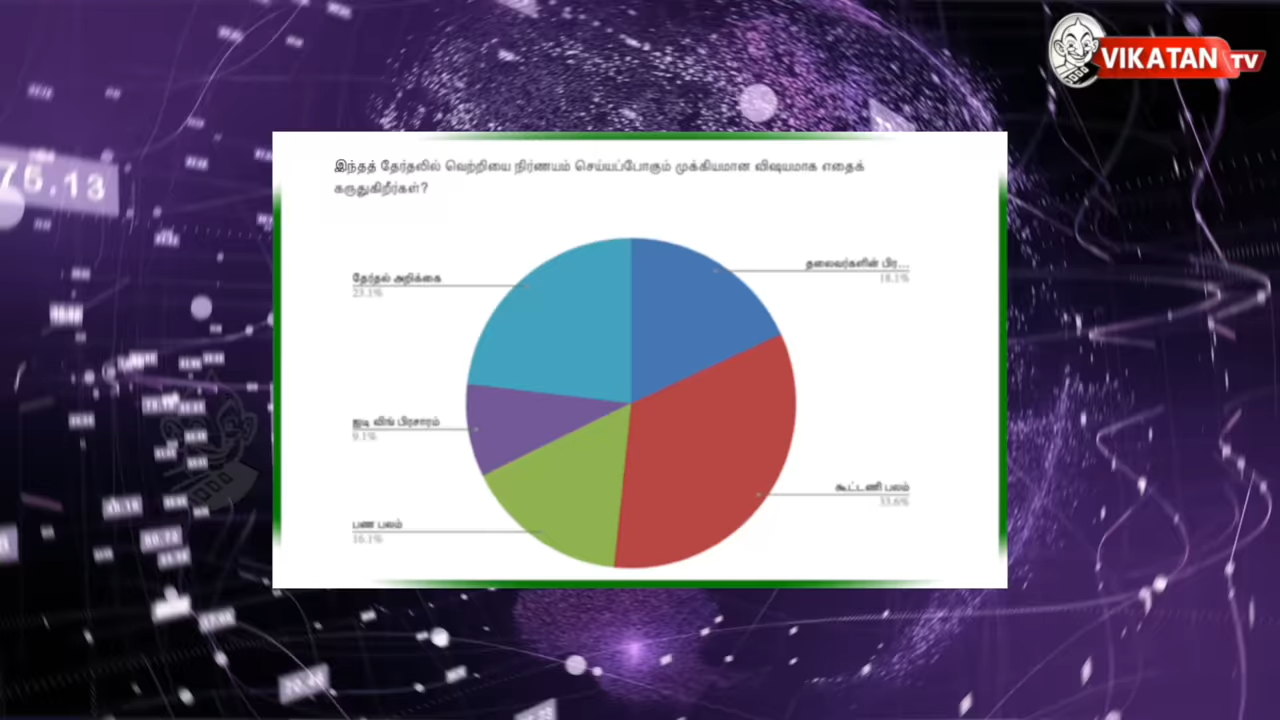 VIKATAN TV
75.13
இந்தத் தேர்தலில் வெற்றியை நிர்ணயம் செய்யப்போகும் முக்கியமான விஷயமாக எதைக்
கருதுகிறீர்கள்?
தலைவர்களின் பிர...
18.1%
தேர்தல் அறிக்கை
23.1%
ஐடி விங் பிரசாரம்
9.1%
கூட்டணி பலம்
33.6%
பண பலம்
16.1%